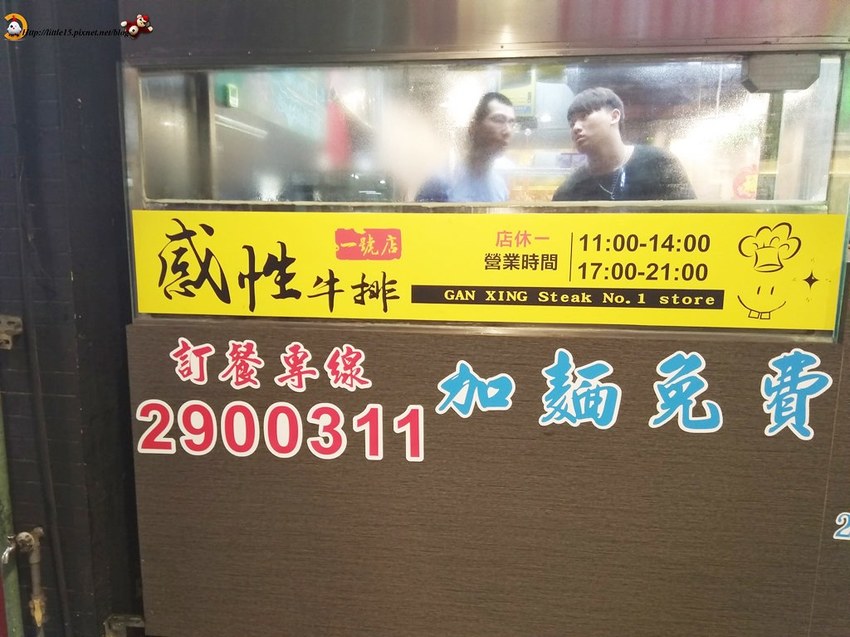 http://little15.pixnet.net/blog
感性牛排
一號店
店休一
營業時間
11:00-14:00
17:00-21:00
GAN XING Steak No.1 store
訂餐專線
2900311
加麵免費
2